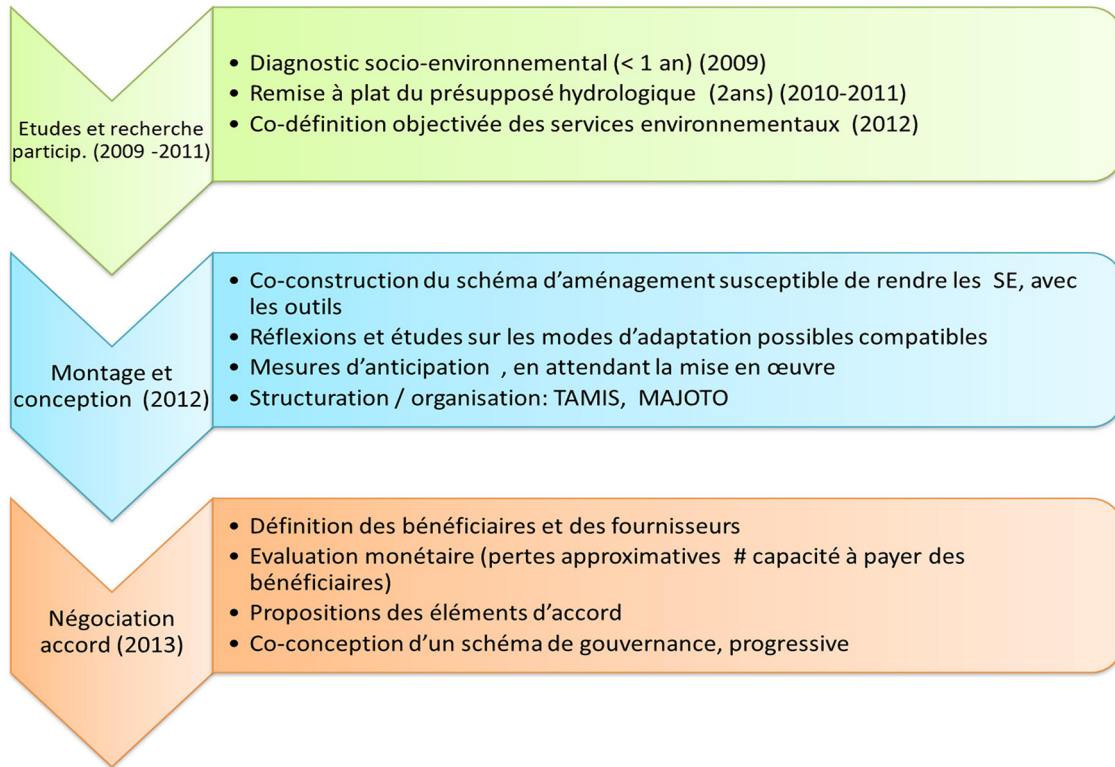 Etudes et recherche
particip. (2009 -2011)
• Diagnostic socio-environnemental (< 1 an) (2009)
• Remise à plat du présupposé hydrologique (2ans) (2010-2011)
• Co-définition objectivée des services environnementaux (2012)
Montage et
conception (2012)
• Co-construction du schéma d’aménagement susceptible de rendre les SE, avec
les outils
• Réflexions et études sur les modes d’adaptation possibles compatibles
• Mesures d’anticipation , en attendant la mise en œuvre
• Structuration / organisation: TAMIS, MAJOTO
Négociation
accord (2013)
• Définition des bénéficiaires et des fournisseurs
• Evaluation monétaire (pertes approximatives # capacité à payer des
bénéficiaires)
• Propositions des éléments d’accord
• Co-conception d’un schéma de gouvernance, progressive